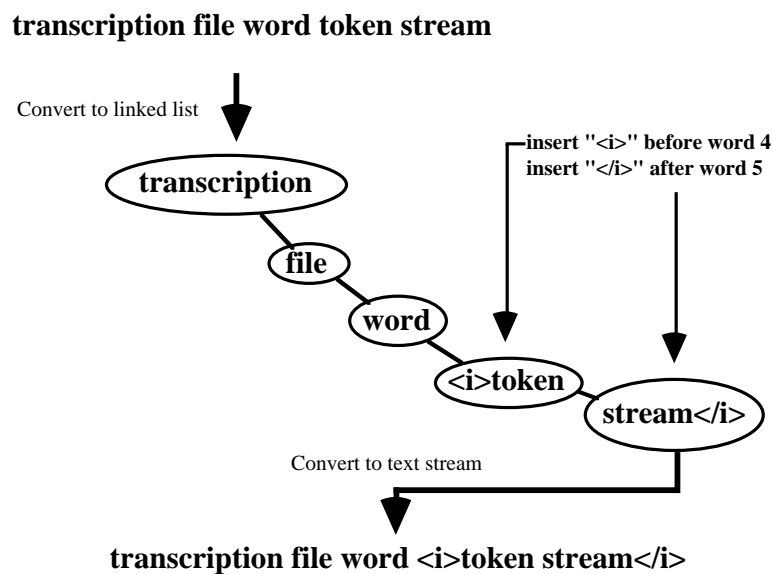 transcription file word token stream
Convert to linked list
insert "<i>" before word 4
insert "</i>" after word 5
transcription
file
word
<i>token
stream</i>
Convert to text stream
transcription file word <i>token stream</i>